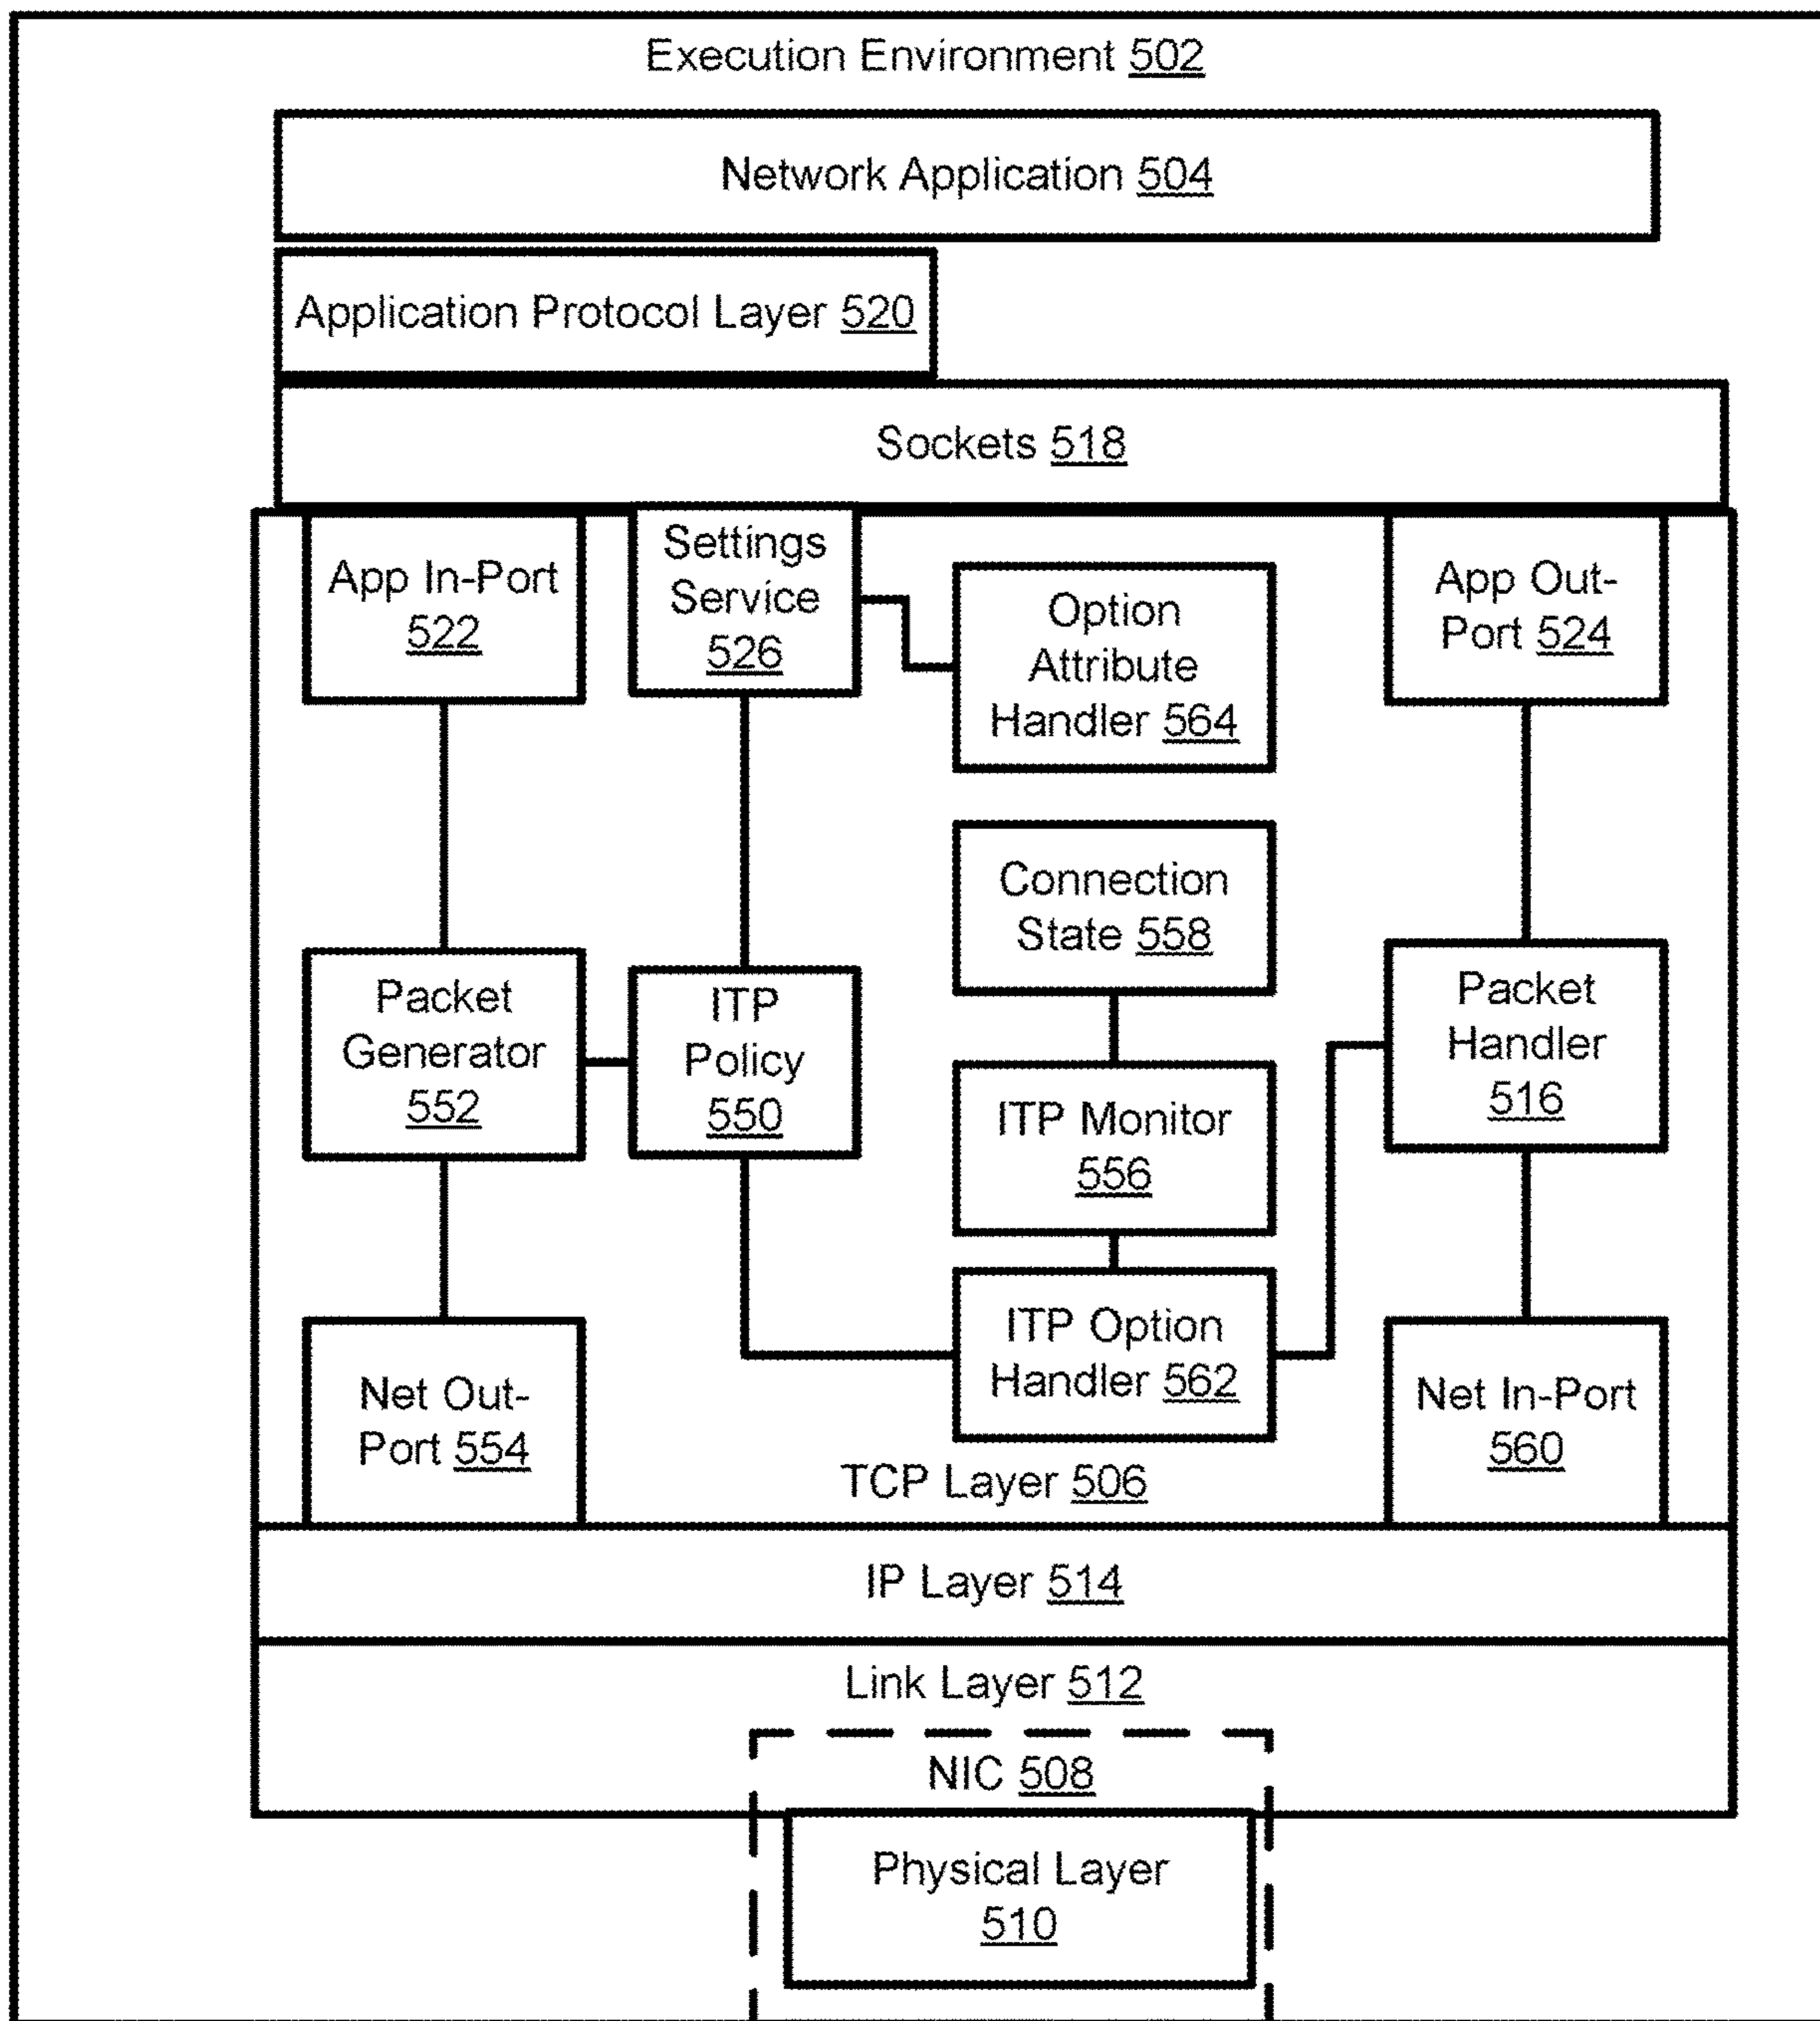 Execution Environment 502
Network Application 504
Application Protocol Layer 520
Sockets 518
App In-Port
522
Settings
Service
526
Option
Attribute
Handler 564
App Out-
Port 524
Connection
State 558
Packet
Generator
552
ITP
Policy
550
ITP Monitor
556
Packet
Handler
516
ITP Option
Handler 562
Net Out-
Port 554
Net In-Port
560
TCP Layer 506
IP Layer 514
Link Layer 512
NIC 508
Physical Layer
510